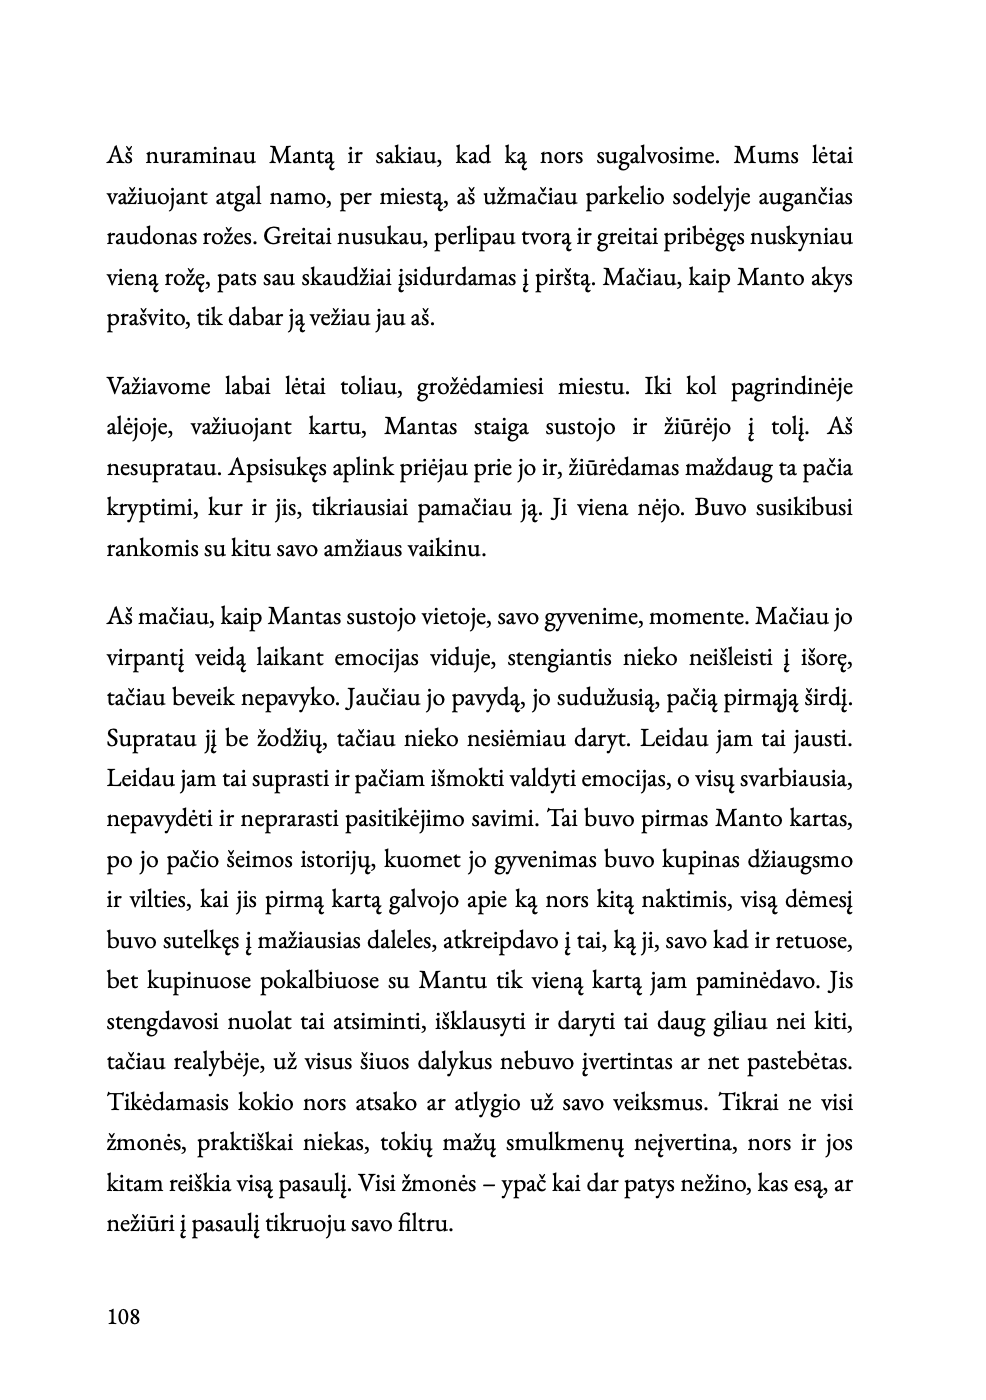 Aš nuraminau Mantą ir sakiau, kad ką nors sugalvosime. Mums lėtai
važiuojant atgal namo, per miestą, aš užmačiau parkelio sodelyje augančias
raudonas rožes. Greitai nusukau, perlipau tvorą ir greitai pribėgęs nuskyniau
vieną rožę, pats sau skaudžiai įsidurdamas į pirštą. Mačiau, kaip Manto akys
prašvito, tik dabar ją vežiau jau aš.
Važiavome labai lėtai toliau, grožėdamiesi miestu. Iki kol pagrindinėje
alėjoje, važiuojant kartu, Mantas staiga sustojo ir žiūrėjo į tolį. Aš
nesupratau. Apsisukęs aplink priėjau prie jo ir, žiūrėdamas maždaug ta pačia
kryptimi, kur ir jis, tikriausiai pamačiau ją. Ji viena nėjo. Buvo susikibusi
rankomis su kitu savo amžiaus vaikinu.
Aš mačiau, kaip Mantas sustojo vietoje, savo gyvenime, momente. Mačiau jo
virpantį veidą laikant emocijas viduje, stengiantis nieko neišleisti į išorę,
tačiau beveik nepavyko. Jaučiau jo pavydą, jo sudužusią, pačią pirmąją širdį.
Supratau jį be žodžių, tačiau nieko nesiėmiau daryt. Leidau jam tai jausti.
Leidau jam tai suprasti ir pačiam išmokti valdyti emocijas, o visų svarbiausia,
nepavydėti ir neprarasti pasitikėjimo savimi. Tai buvo pirmas Manto kartas,
po jo pačio šeimos istorijų, kuomet jo gyvenimas buvo kupinas džiaugsmo
ir vilties, kai jis pirmą kartą galvojo apie ką nors kitą naktimis, visą dėmesį
buvo sutelkęs į mažiausias daleles, atkreipdavo į tai, ką ji, savo kad ir retuose,
bet kupinuose pokalbiuose su Mantu tik vieną kartą jam paminėdavo. Jis
stengdavosi nuolat tai atsiminti, išklausyti ir daryti tai daug giliau nei kiti,
tačiau realybėje, už visus šiuos dalykus nebuvo įvertintas ar net pastebėtas.
Tikėdamasis kokio nors atsako ar atlygio už savo veiksmus. Tikrai ne visi
žmonės, praktiškai niekas, tokių mažų smulkmenų neįvertina, nors ir jos
kitam reiškia visą pasaulį. Visi žmonės – ypač kai dar patys nežino, kas esą, ar
nežiūri į pasaulį tikruoju savo filtru.
108